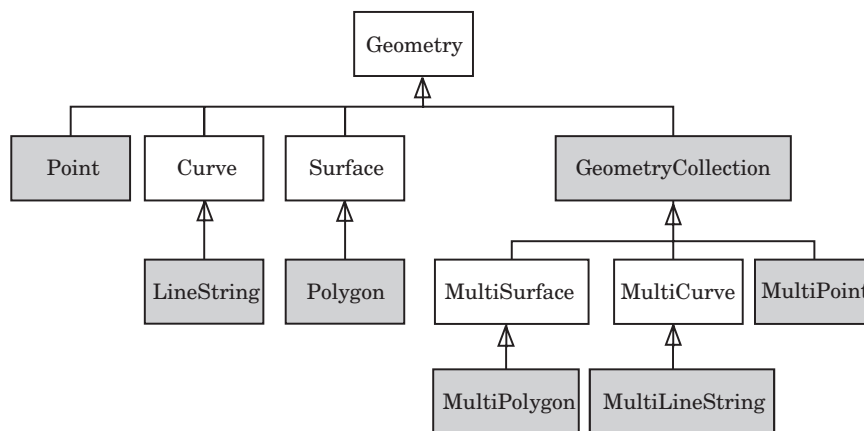 Geometry
Point
Curve
Surface
GeometryCollection
LineString
Polygon
MultiSurface
MultiCurve
MultiPoint
MultiPolygon
MultiLineString